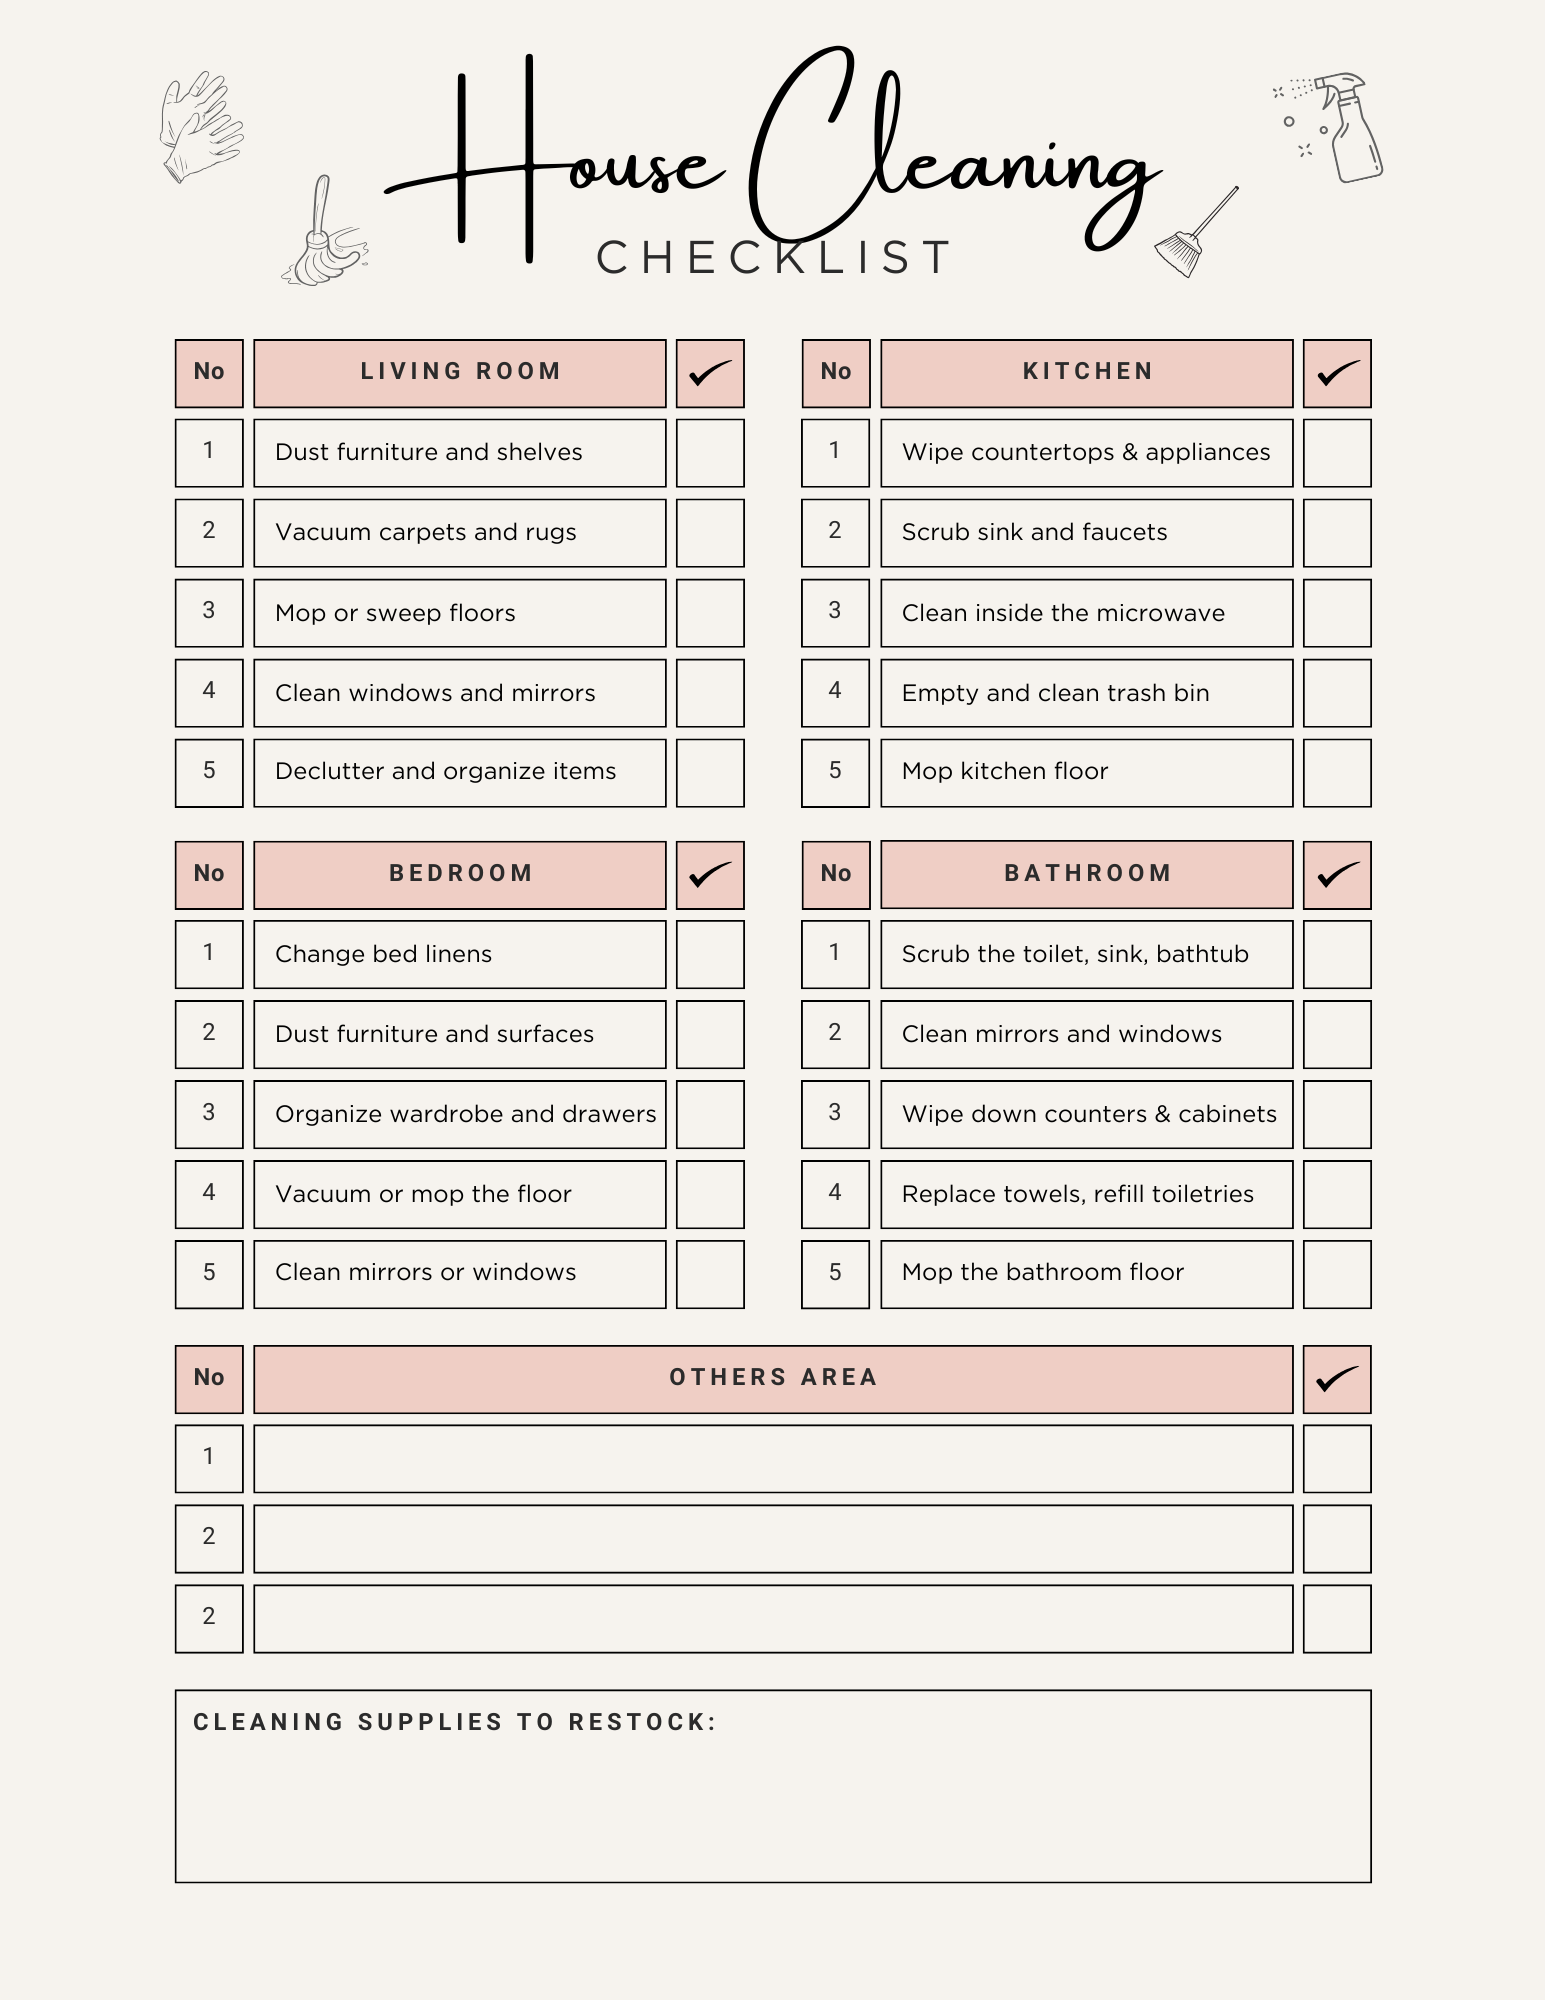 House Cleaning
CHECKLIST
No LIVING ROOM
1 Dust furniture and shelves
2 Vacuum carpets and rugs
3 Mop or sweep floors
4 Clean windows and mirrors
5 Declutter and organize items
No KITCHEN
1 Wipe countertops & appliances
2 Scrub sink and faucets
3 Clean inside the microwave
4 Empty and clean trash bin
5 Mop kitchen floor
No BEDROOM
1 Change bed linens
2 Dust furniture and surfaces
3 Organize wardrobe and drawers
4 Vacuum or mop the floor
5 Clean mirrors or windows
No BATHROOM
1 Scrub the toilet, sink, bathtub
2 Clean mirrors and windows
3 Wipe down counters & cabinets
4 Replace towels, refill toiletries
5 Mop the bathroom floor
No OTHERS AREA
1
2
2
CLEANING SUPPLIES TO RESTOCK: